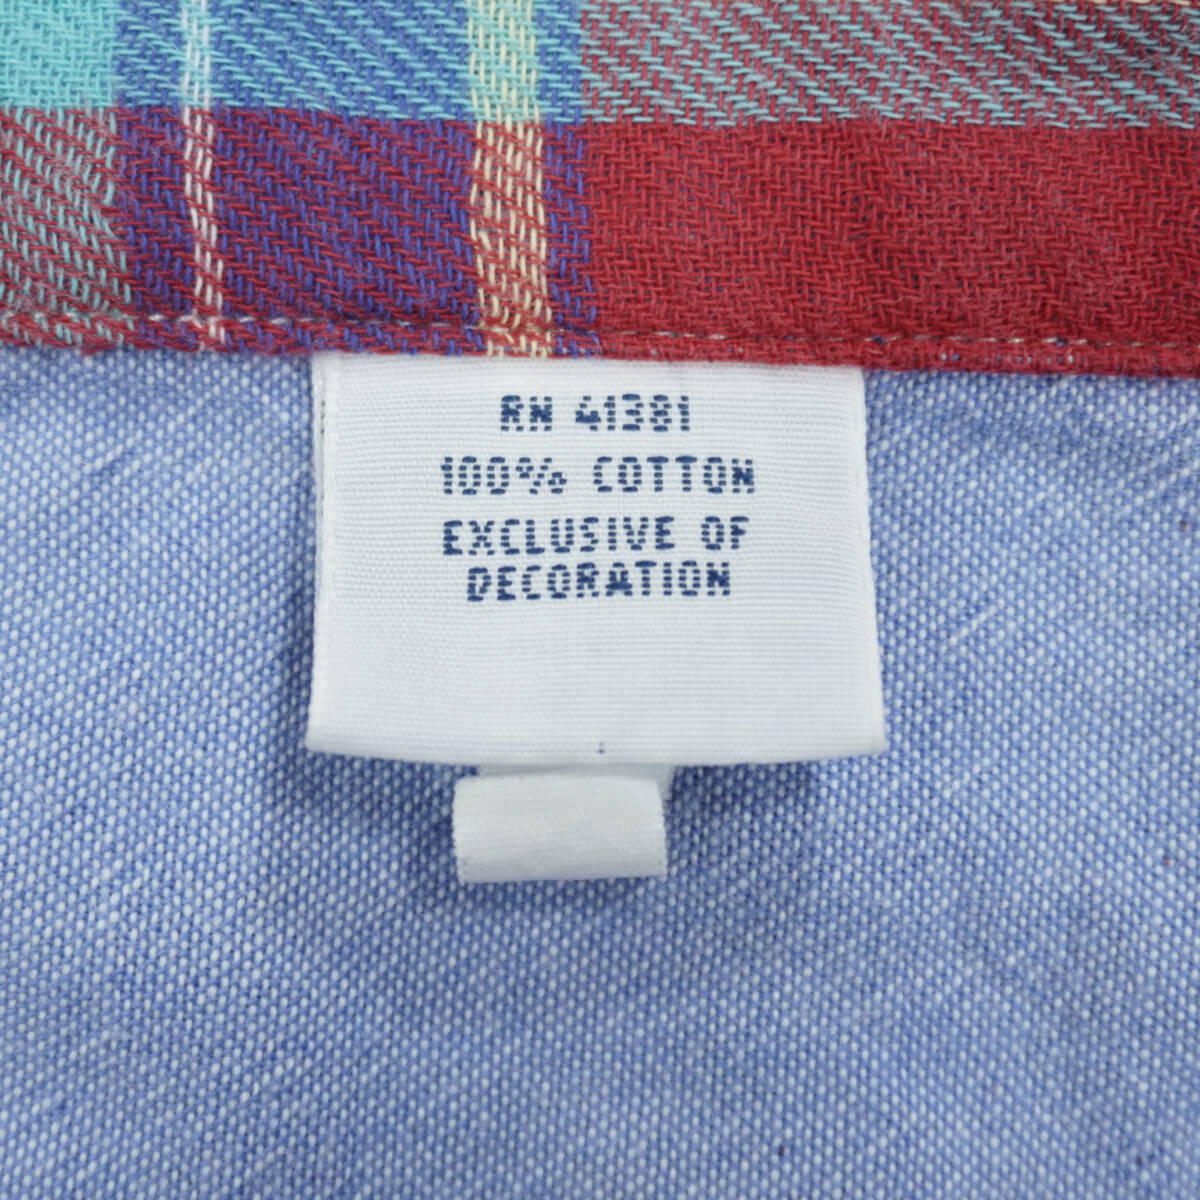 RN 41381
100% COTTON
EXCLUSIVE OF
DECORATION